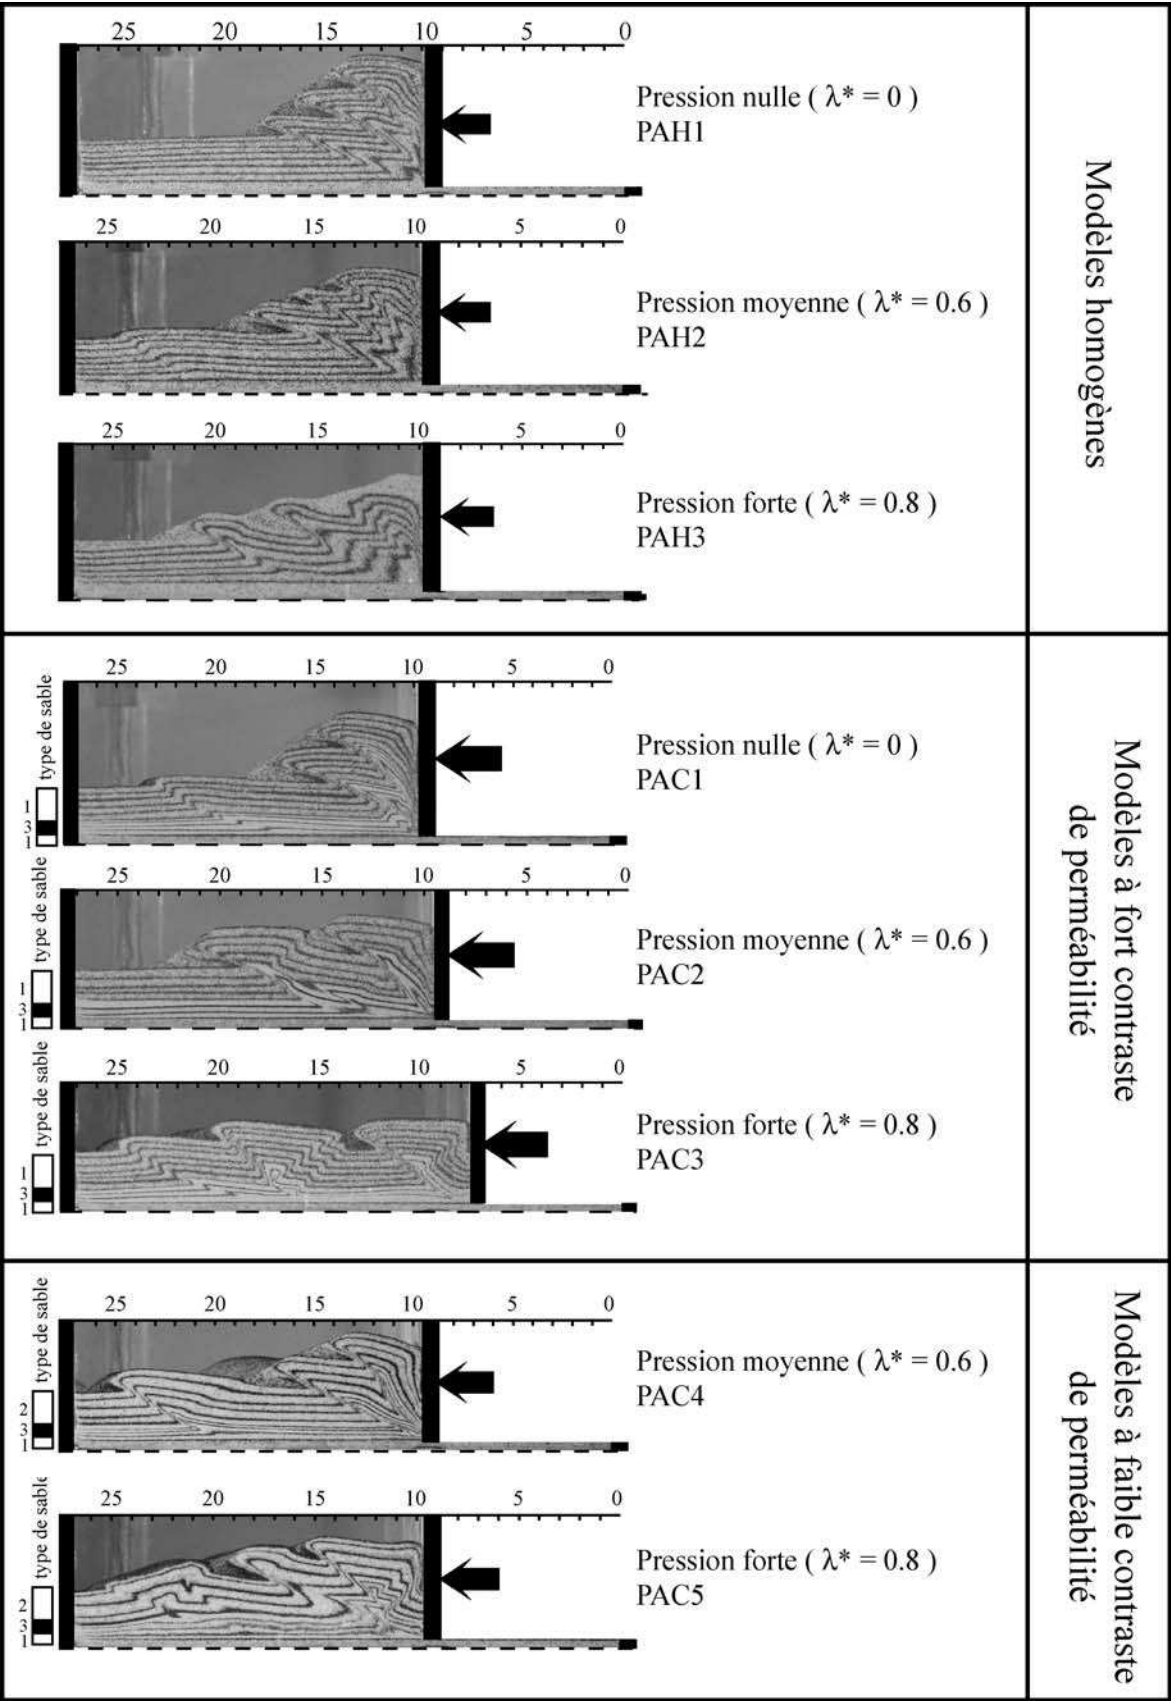 25 20 15 10 5 0
Pression nulle ( λ* = 0 )
PAH1
25 20 15 10 5 0
Pression moyenne ( λ* = 0.6 )
PAH2
25 20 15 10 5 0
Pression forte ( λ* = 0.8 )
PAH3
Modèles homogènes
25 20 15 10 5 0
type de sable
1
3
1
Pression nulle ( λ* = 0 )
PAC1
25 20 15 10 5 0
type de sable
1
3
1
Pression moyenne ( λ* = 0.6 )
PAC2
25 20 15 10 5 0
type de sable
1
3
1
Pression forte ( λ* = 0.8 )
PAC3
Modèles à fort contraste
de perméabilité
25 20 15 10 5 0
type de sable
2
3
1
Pression moyenne ( λ* = 0.6 )
PAC4
25 20 15 10 5 0
type de sable
2
3
1
Pression forte ( λ* = 0.8 )
PAC5
Modèles à faible contraste
de perméabilité